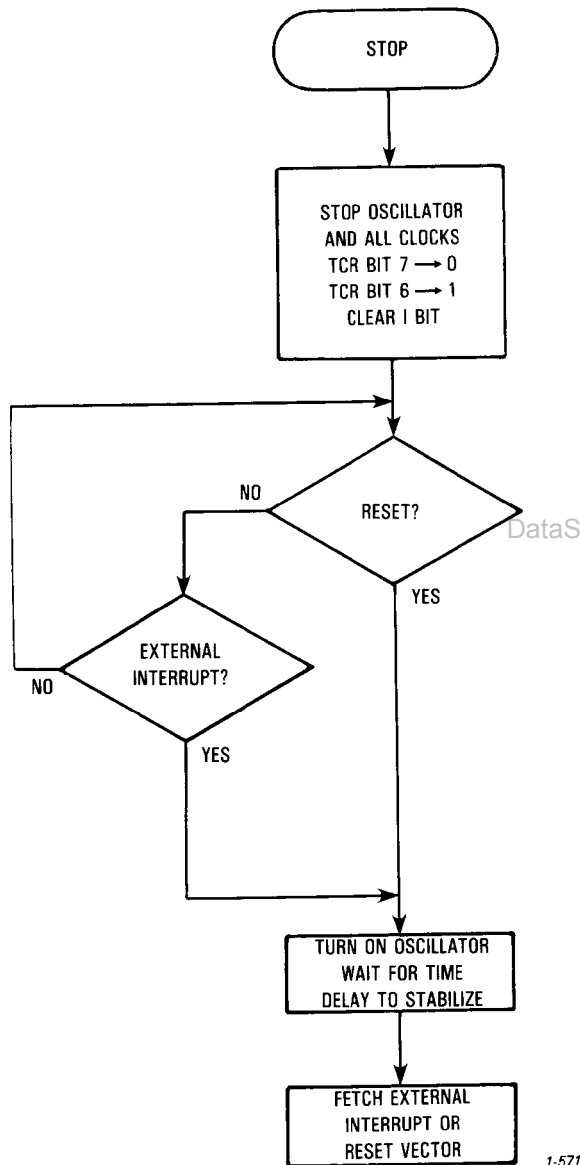 STOP
STOP OSCILLATOR
AND ALL CLOCKS
TCR BIT 7 → 0
TCR BIT 6 → 1
CLEAR I BIT
NO
RESET?
DataS
YES
EXTERNAL
INTERRUPT?
NO
YES
TURN ON OSCILLATOR
WAIT FOR TIME
DELAY TO STABILIZE
FETCH EXTERNAL
INTERRUPT OR
RESET VECTOR
1-571